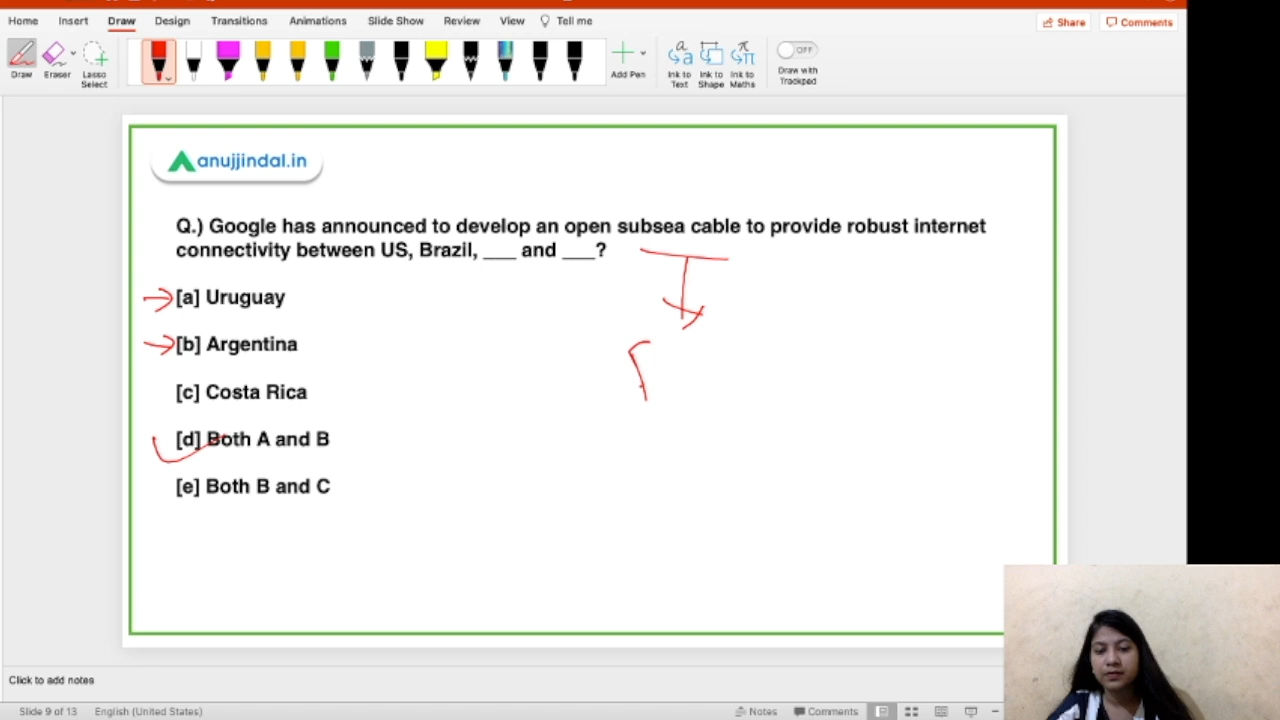 Home Insert Draw Design Transitions Animations Slide Show Review View Tell me Share Comments
Draw Eraser Lasso Select Add Pen Ink to Text Ink to Shape Ink to Maths OFF Draw with Trackpad
anujjindal.in
Q.) Google has announced to develop an open subsea cable to provide robust internet
connectivity between US, Brazil, ___ and ___?
[a] Uruguay
[b] Argentina
[c] Costa Rica
[d] Both A and B
[e] Both B and C
Click to add notes
Slide 9 of 13 English (United States) Notes Comments